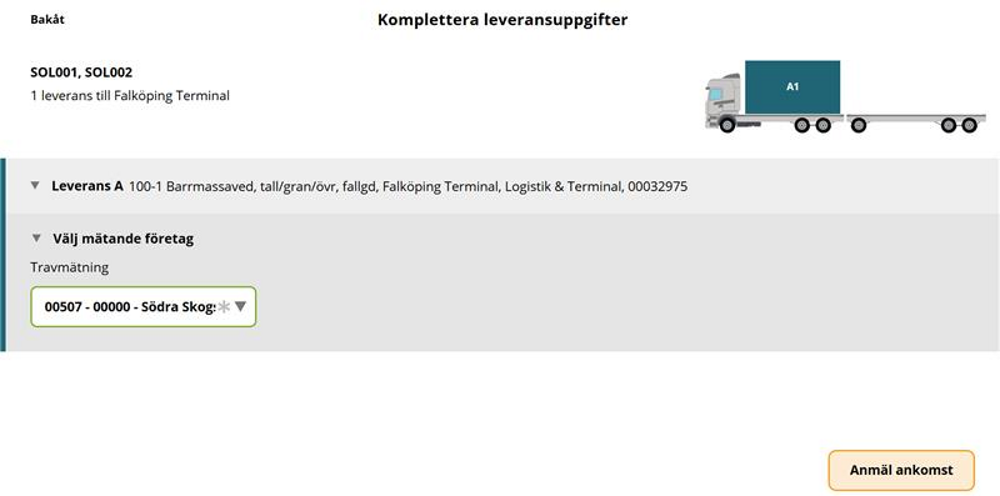 Bakåt
Komplettera leveransuppgifter
SOL001, SOL002
1 leverans till Falköping Terminal
A1
Leverans A 100-1 Barrmassaved, tall/gran/övr, fallgd, Falköping Terminal, Logistik & Terminal, 00032975
Välj mätande företag
Travmätning
00507 - 00000 - Södra Skog
Anmäl ankomst